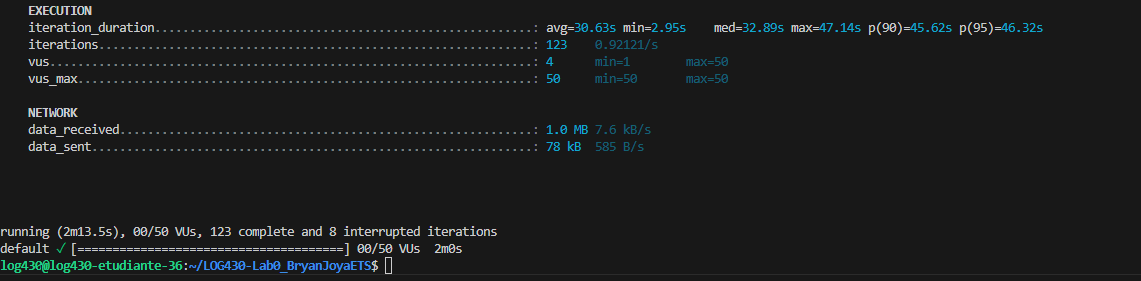 EXECUTION
iteration_duration......................................................: avg=30.63s min=2.95s med=32.89s max=47.14s p(90)=45.62s p(95)=46.32s
iterations..............................................................: 123 0.92121/s
vus.....................................................................: 4 min=1 max=50
vus_max.................................................................: 50 min=50 max=50
NETWORK
data_received...........................................................: 1.0 MB 7.6 kB/s
data_sent...............................................................: 78 kB 585 B/s
running (2m13.5s), 00/50 VUs, 123 complete and 8 interrupted iterations
default ✓ [======================================] 00/50 VUs 2m0s
log430@log430-etudiante-36:~/LOG430-Lab0_BryanJoyaETS$